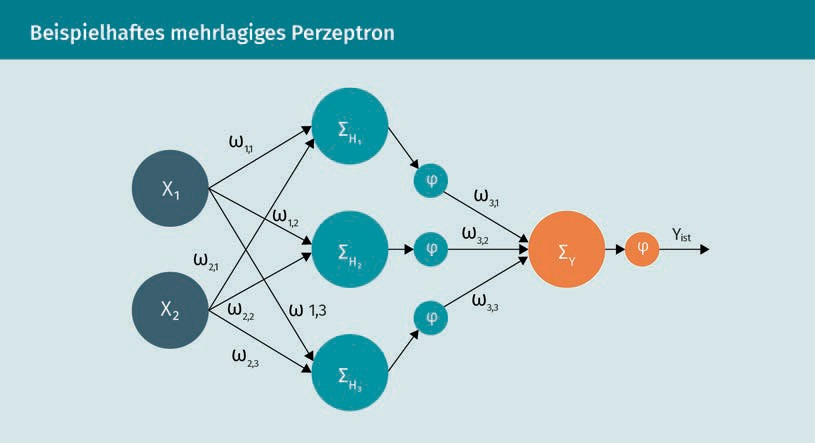 Beispielhaftes mehrlagiges Perzeptron
ω1,1
ΣH1
X1
φ
ω3,1
ω1,2
ω3,2
Yist
ΣH2
φ
ΣY
φ
ω2,1
X2
ω2,2
ω 1,3
φ
ω3,3
ω2,3
ΣH3